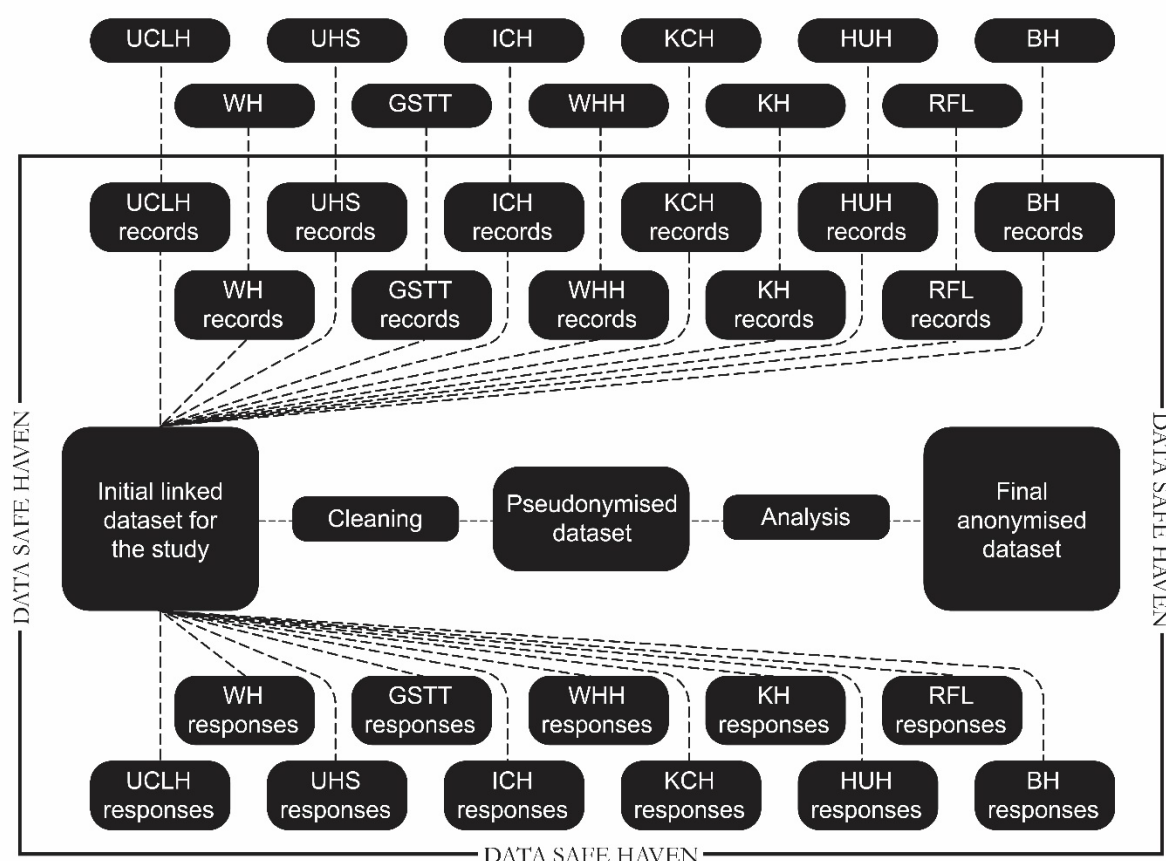 UCLH
UHS
ICH
KCH
HUH
BH
WH
GSTT
WHH
KH
RFL
UCLH
records
UHS
records
ICH
records
KCH
records
HUH
records
BH
records
WH
records
GSTT
records
WHH
records
KH
records
RFL
records
DATA SAFE HAVEN
Initial linked
dataset for
the study
Cleaning
Pseudonymised
dataset
Analysis
Final
anonymised
dataset
DATA SAFE HAVEN
WH
responses
GSTT
responses
WHH
responses
KH
responses
RFL
responses
UCLH
responses
UHS
responses
ICH
responses
KCH
responses
HUH
responses
BH
responses
DATA SAFE HAVEN